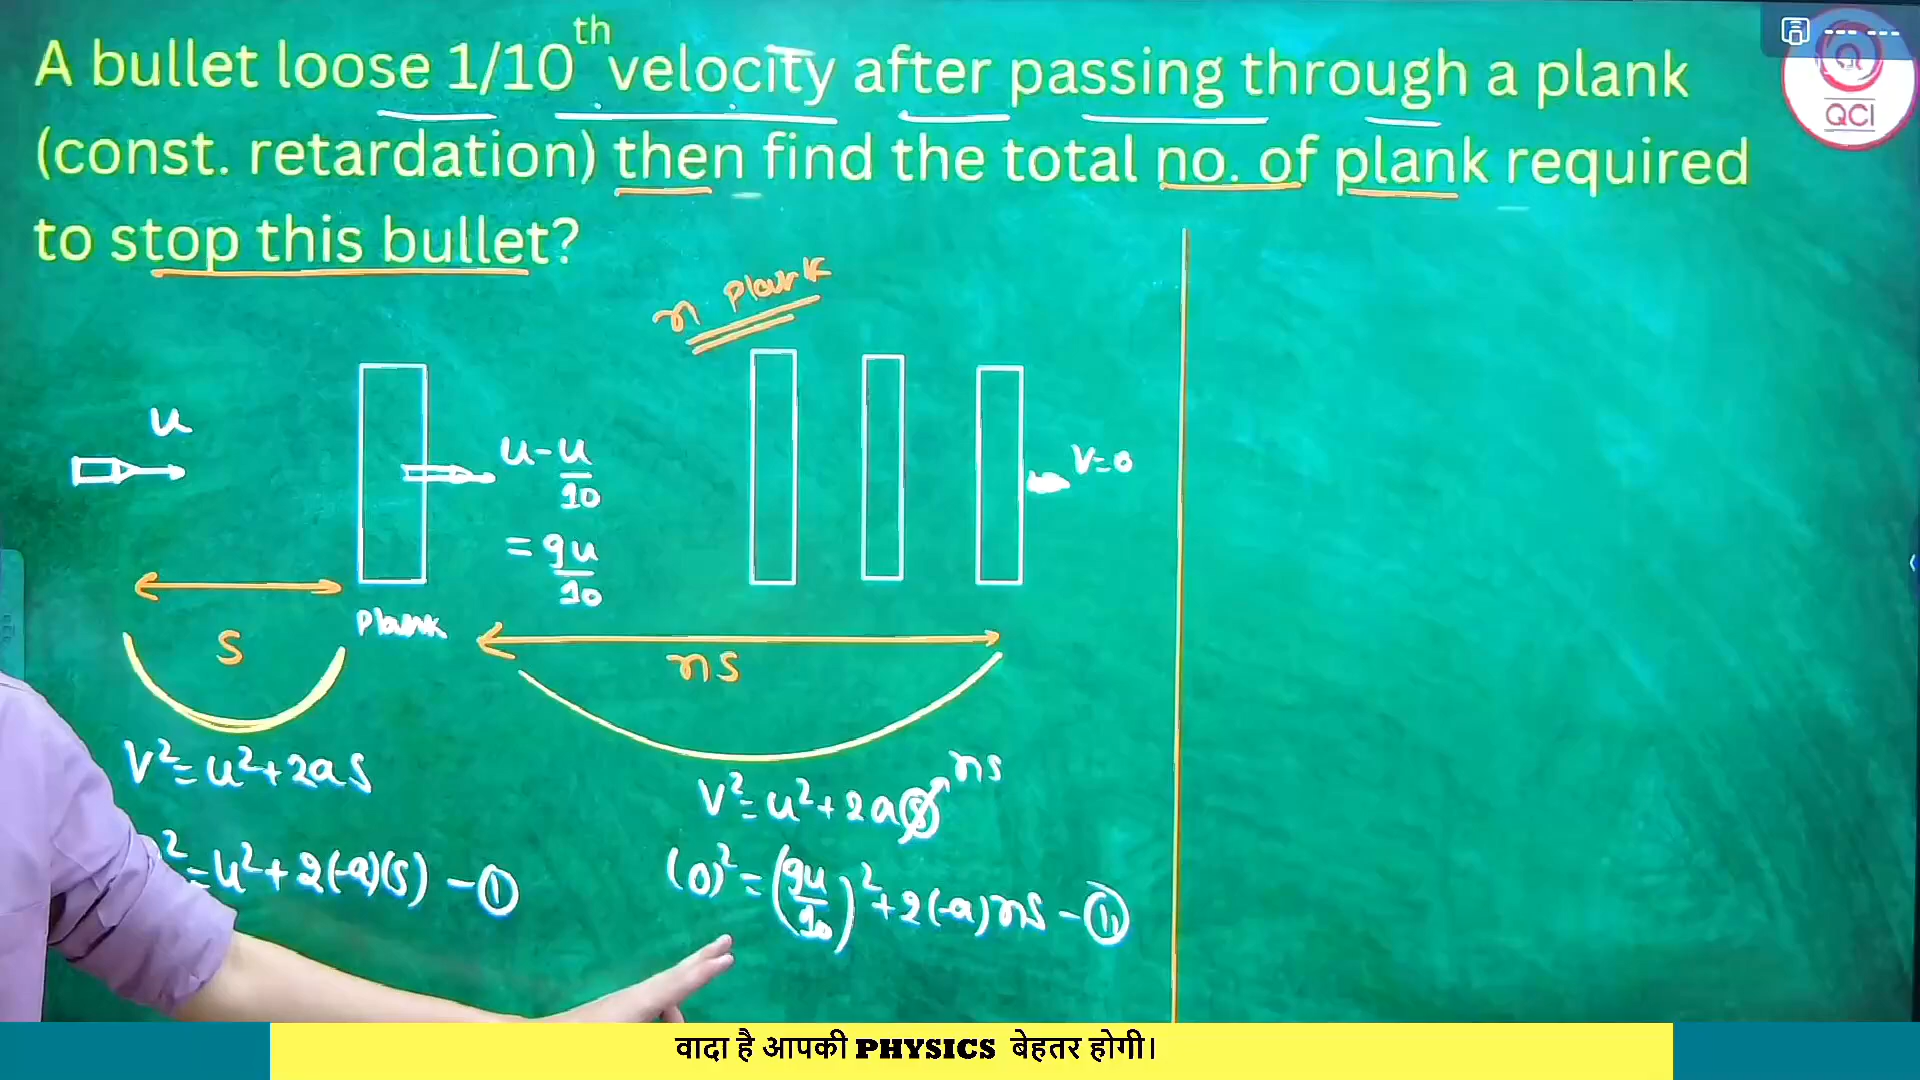 A bullet loose 1/10th velocity after passing through a plank
(const. retardation) then find the total no. of plank required
to stop this bullet?
QCI
n Plank
u
u-u/10
=9u/10
V=0
Plank
s
ns
V²=u²+2as
V²=u²+2a(s) ns
²=u²+2(-a)(s) -①
(0)²=(9u/10)²+2(-a)ns -⑪
वादा है आपकी PHYSICS बेहतर होगी।